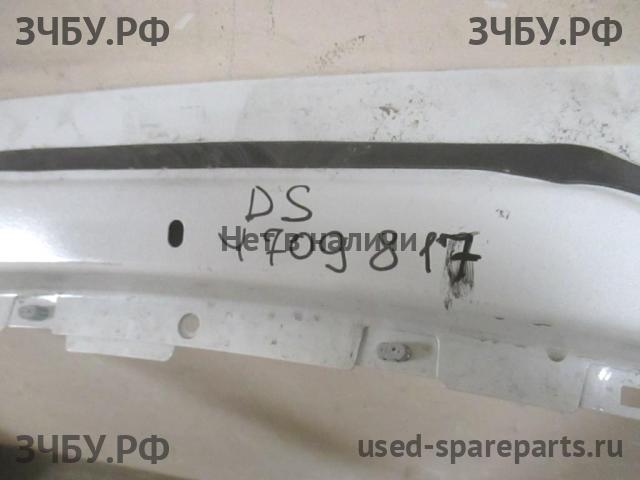 ЗЧБУ.РФ ЗЧБУ.РФ
DS
Нет в наличии
4709817
ЗЧБУ.РФ used-spareparts.ru